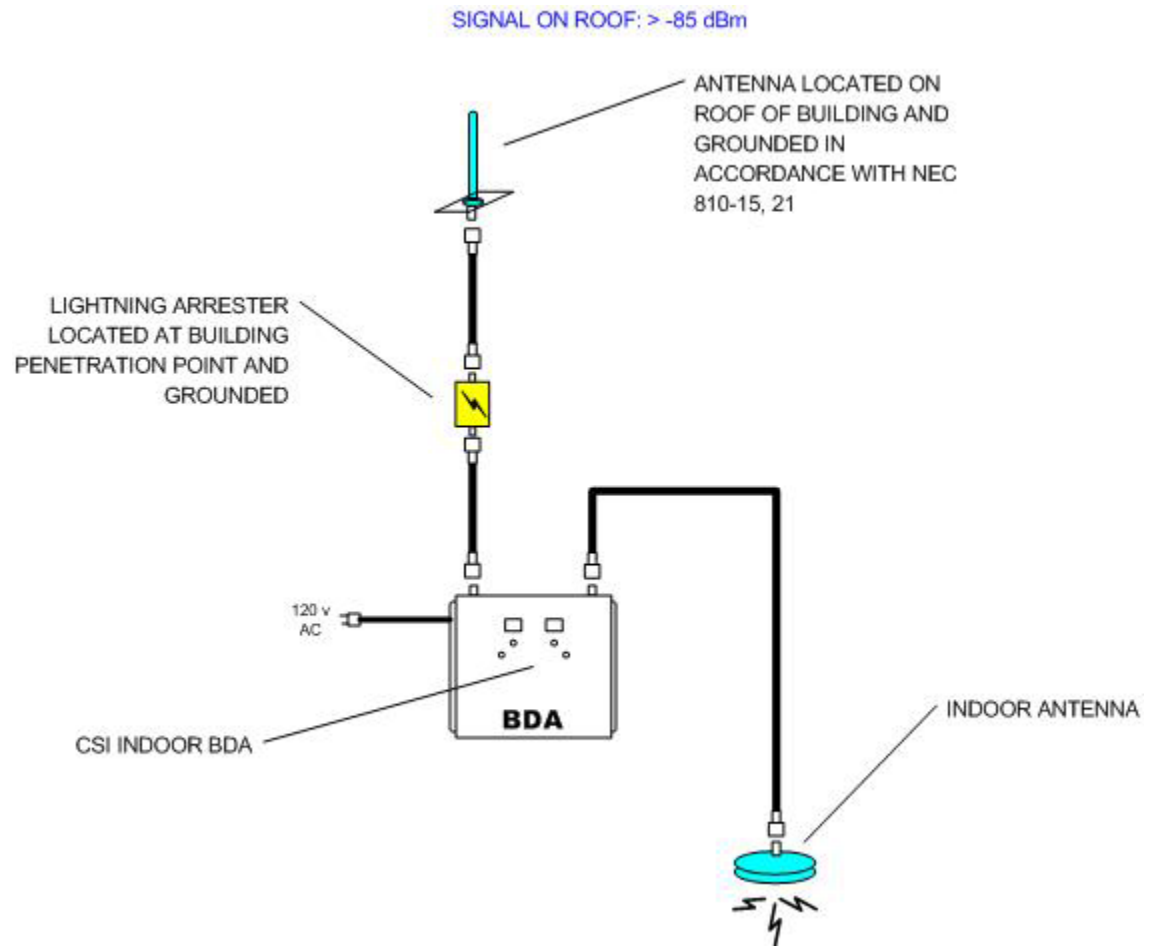 SIGNAL ON ROOF: > -85 dBm
ANTENNA LOCATED ON
ROOF OF BUILDING AND
GROUNDED IN
ACCORDANCE WITH NEC
810-15, 21
LIGHTNING ARRESTER
LOCATED AT BUILDING
PENETRATION POINT AND
GROUNDED
120 v
AC
BDA
CSI INDOOR BDA
INDOOR ANTENNA